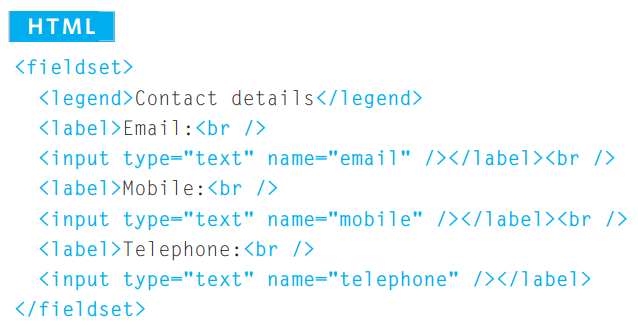 HTML
<fieldset>
<legend>Contact details</legend>
<label>Email:<br />
<input type="text" name="email" /></label><br />
<label>Mobile:<br />
<input type="text" name="mobile" /></label><br />
<label>Telephone:<br />
<input type="text" name="telephone" /></label>
</fieldset>